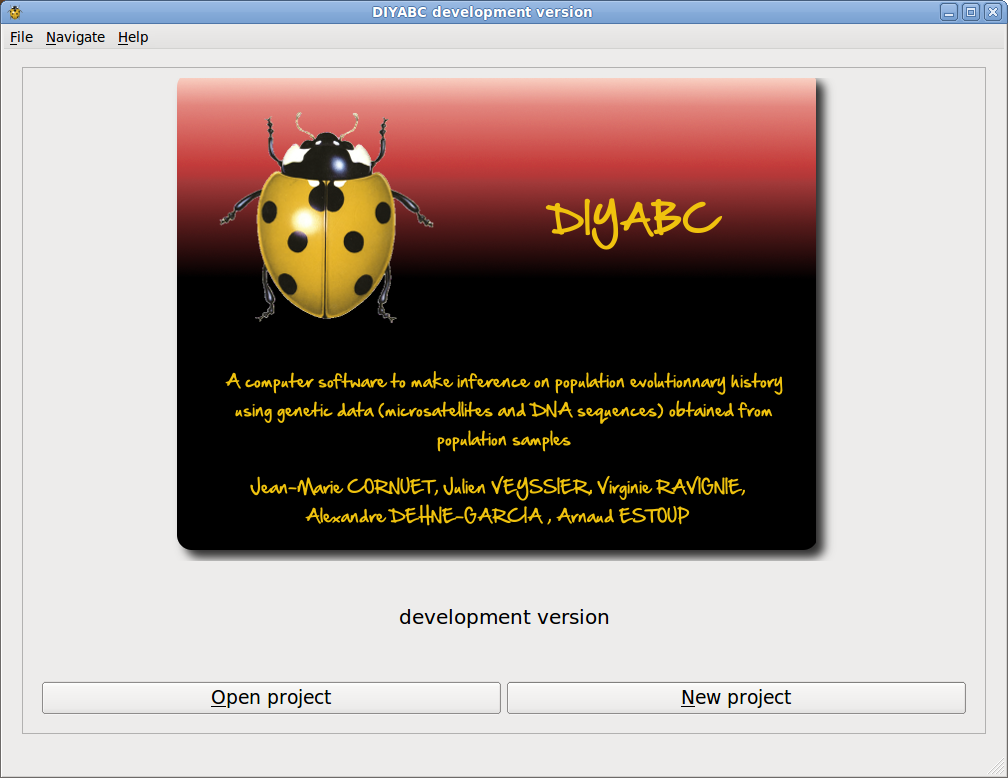 DIYABC development version
File Navigate Help
DIYABC
A computer software to make inference on population evolutionnary history
using genetic data (microsatellites and DNA sequences) obtained from
population samples
Jean-Marie CORNUET, Julien VEYSSIER, Virginie RAVIGNIE,
Alexandre DEHNE-GARCIA , Arnaud ESTOUP
development version
Open project
New project